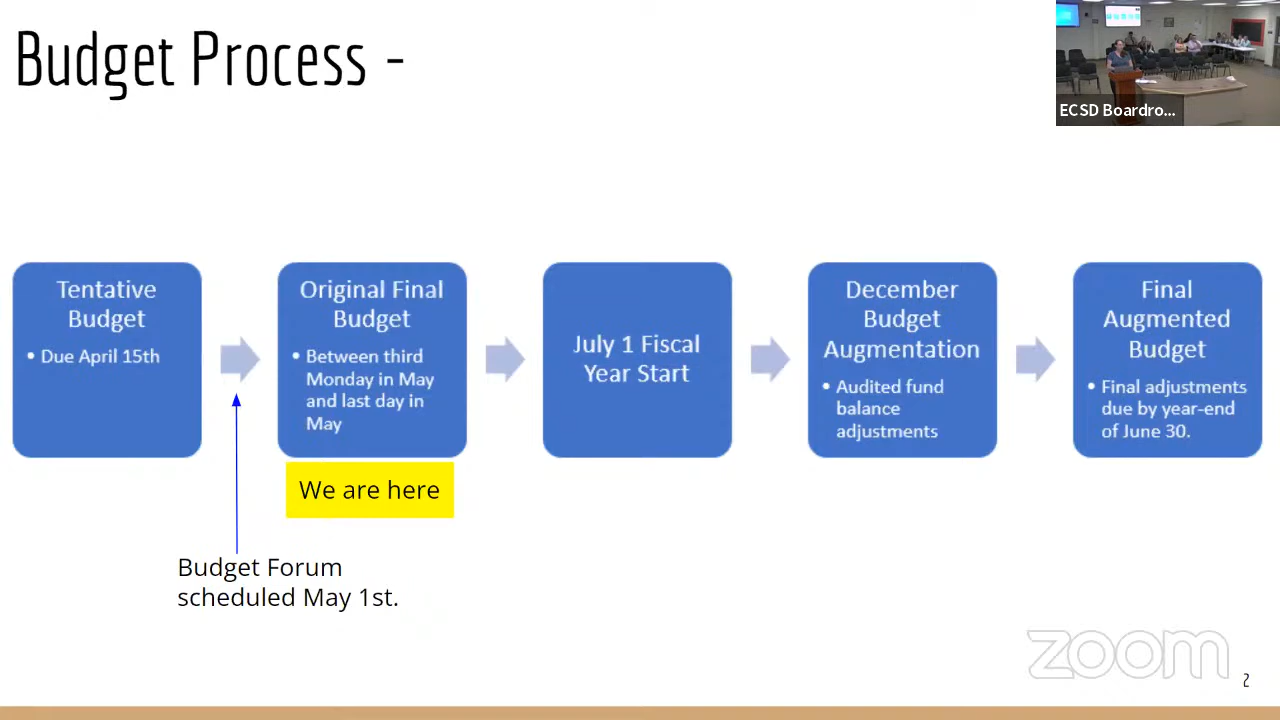 Budget Process -
ECSD Boardro...
Tentative
Budget
• Due April 15th
Original Final
Budget
• Between third
Monday in May
and last day in
May
July 1 Fiscal
Year Start
December
Budget
Augmentation
• Audited fund
balance
adjustments
Final
Augmented
Budget
• Final adjustments
due by year-end
of June 30.
We are here
Budget Forum
scheduled May 1st.
zoom
2